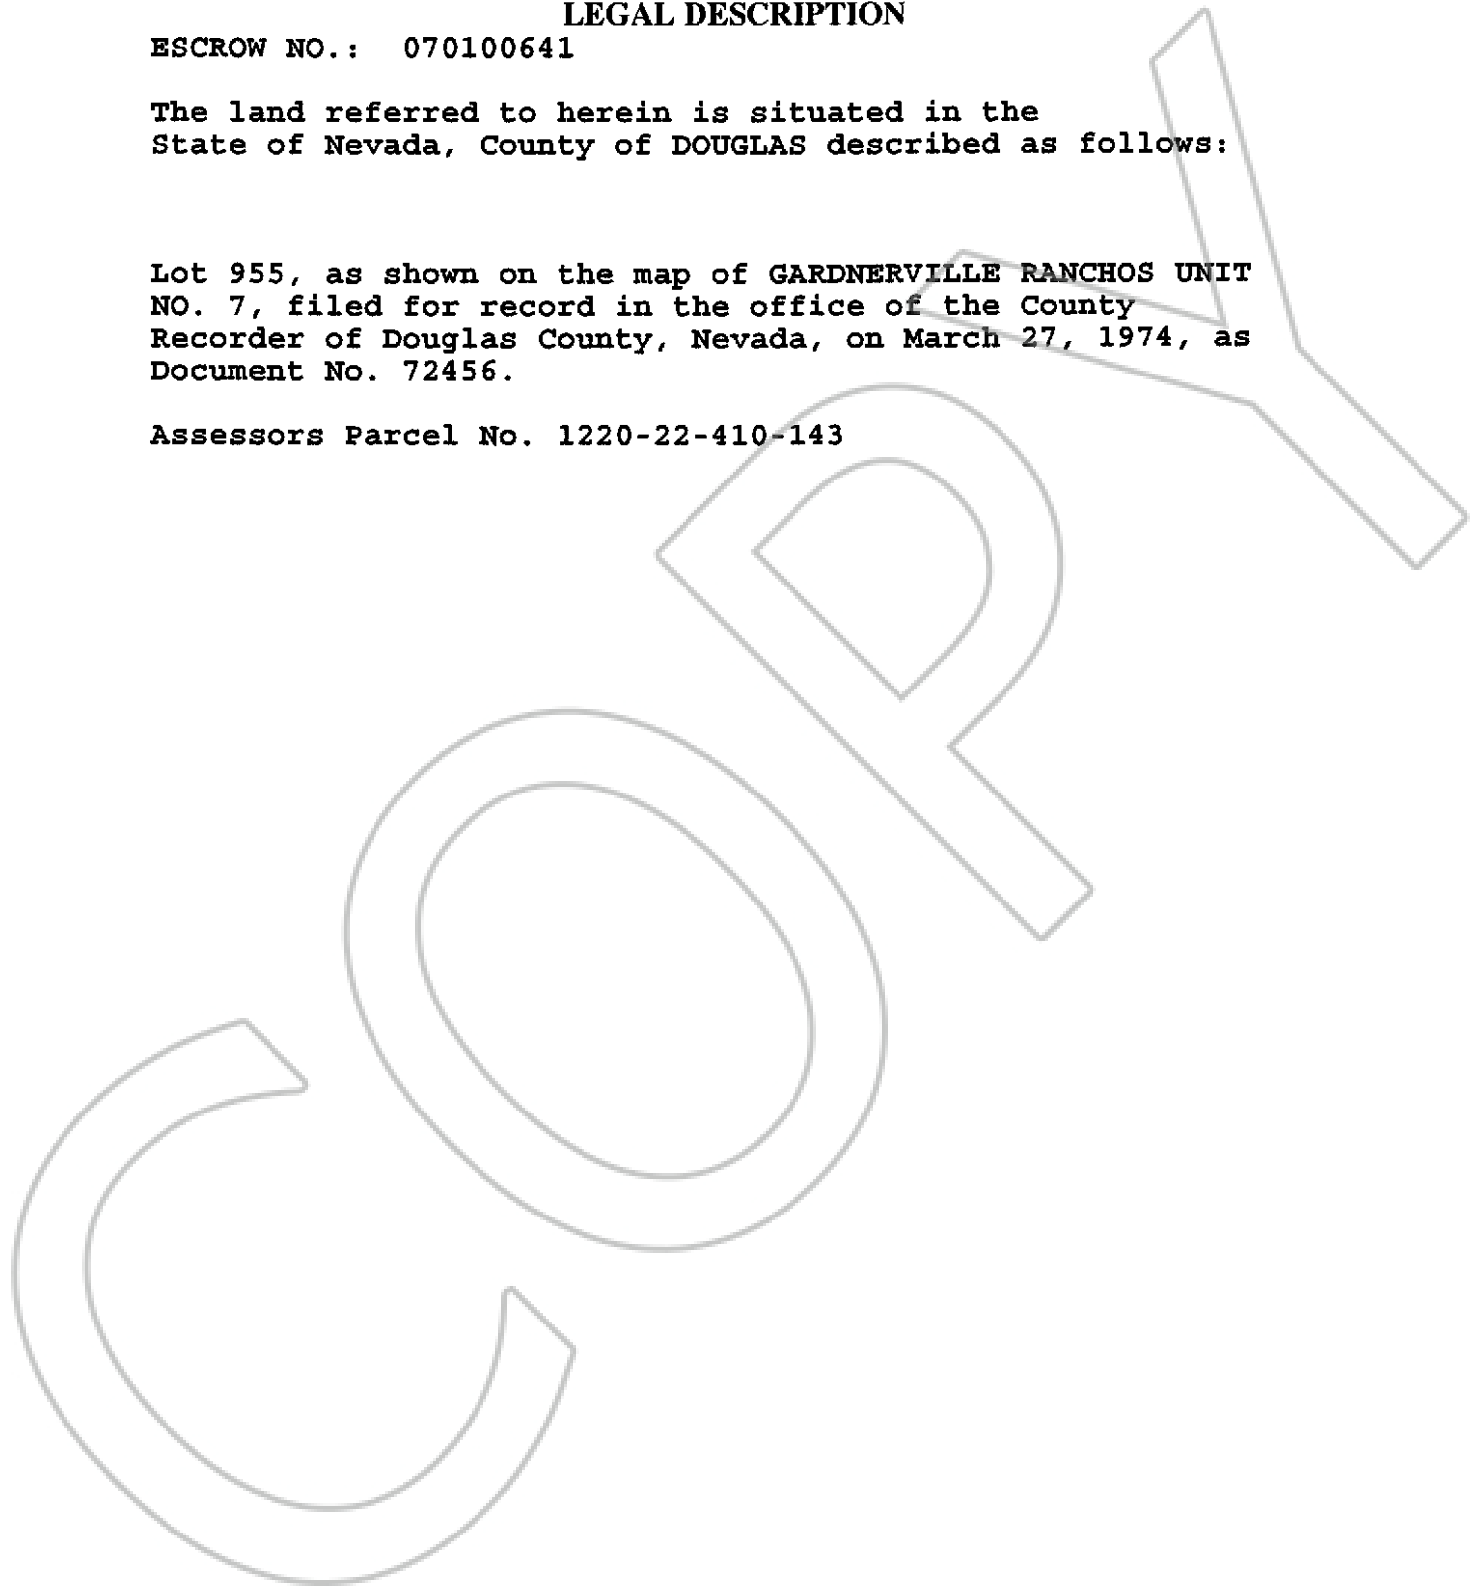 LEGAL DESCRIPTION
ESCROW NO.: 070100641
The land referred to herein is situated in the
State of Nevada, County of DOUGLAS described as follows:
Lot 955, as shown on the map of GARDNERVILLE RANCHOS UNIT
NO. 7, filed for record in the office of the County
Recorder of Douglas County, Nevada, on March 27, 1974, as
Document No. 72456.
Assessors Parcel No. 1220-22-410-143
COPY